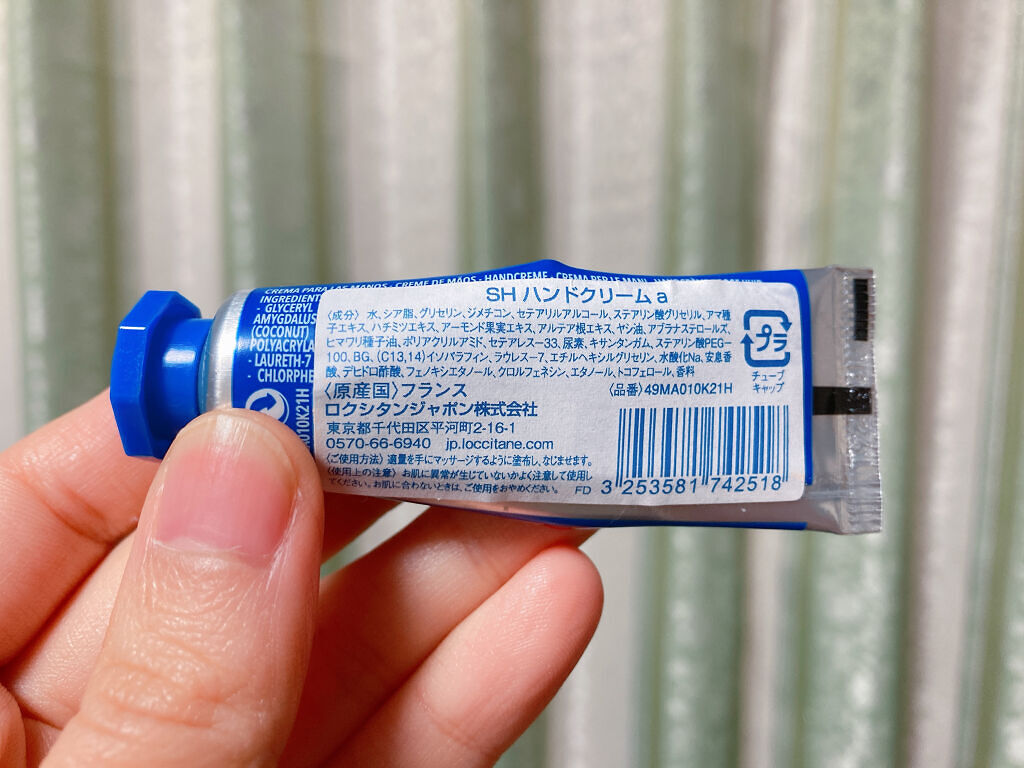 CREMA PARA LAS MANOS · CREME DE MÃOS · HANDCREME · CREMA PER LE MANI
INGREDIENT
- GLYCERYL
AMYGDALUS
(COCONUT)
POLYACRYLA
- LAURETH-7
- CHLORPHE
010K21H
SH ハンドクリーム a
〈成分〉水、シア脂、グリセリン、ジメチコン、セテアリルアルコール、ステアリン酸グリセリル、アマ種
子エキス、ハチミツエキス、アーモンド果実エキス、アルテア根エキス、ヤシ油、アブラナステロールズ、
ヒマワリ種子油、ポリアクリルアミド、セテアレス-33、尿素、キサンタンガム、ステアリン酸PEG-
100、BG、(C13,14)イソパラフィン、ラウレス-7、エチルヘキシルグリセリン、水酸化Na、安息香
酸、デヒドロ酢酸、フェノキシエタノール、クロルフェネシン、エタノール、トコフェロール、香料
〈原産国〉フランス 〈品番〉49MA010K21H
ロクシタンジャポン株式会社
東京都千代田区平河町2-16-1
0570-66-6940 jp.loccitane.com
〈ご使用方法〉適量を手にマッサージするように塗布し、なじませます。
〈使用上の注意〉お肌に異常が生じていないかよく注意して使用し
てください。お肌に合わないときは、ご使用をおやめください。 FD
3 253581 742518
プラ
チューブ
キャップ